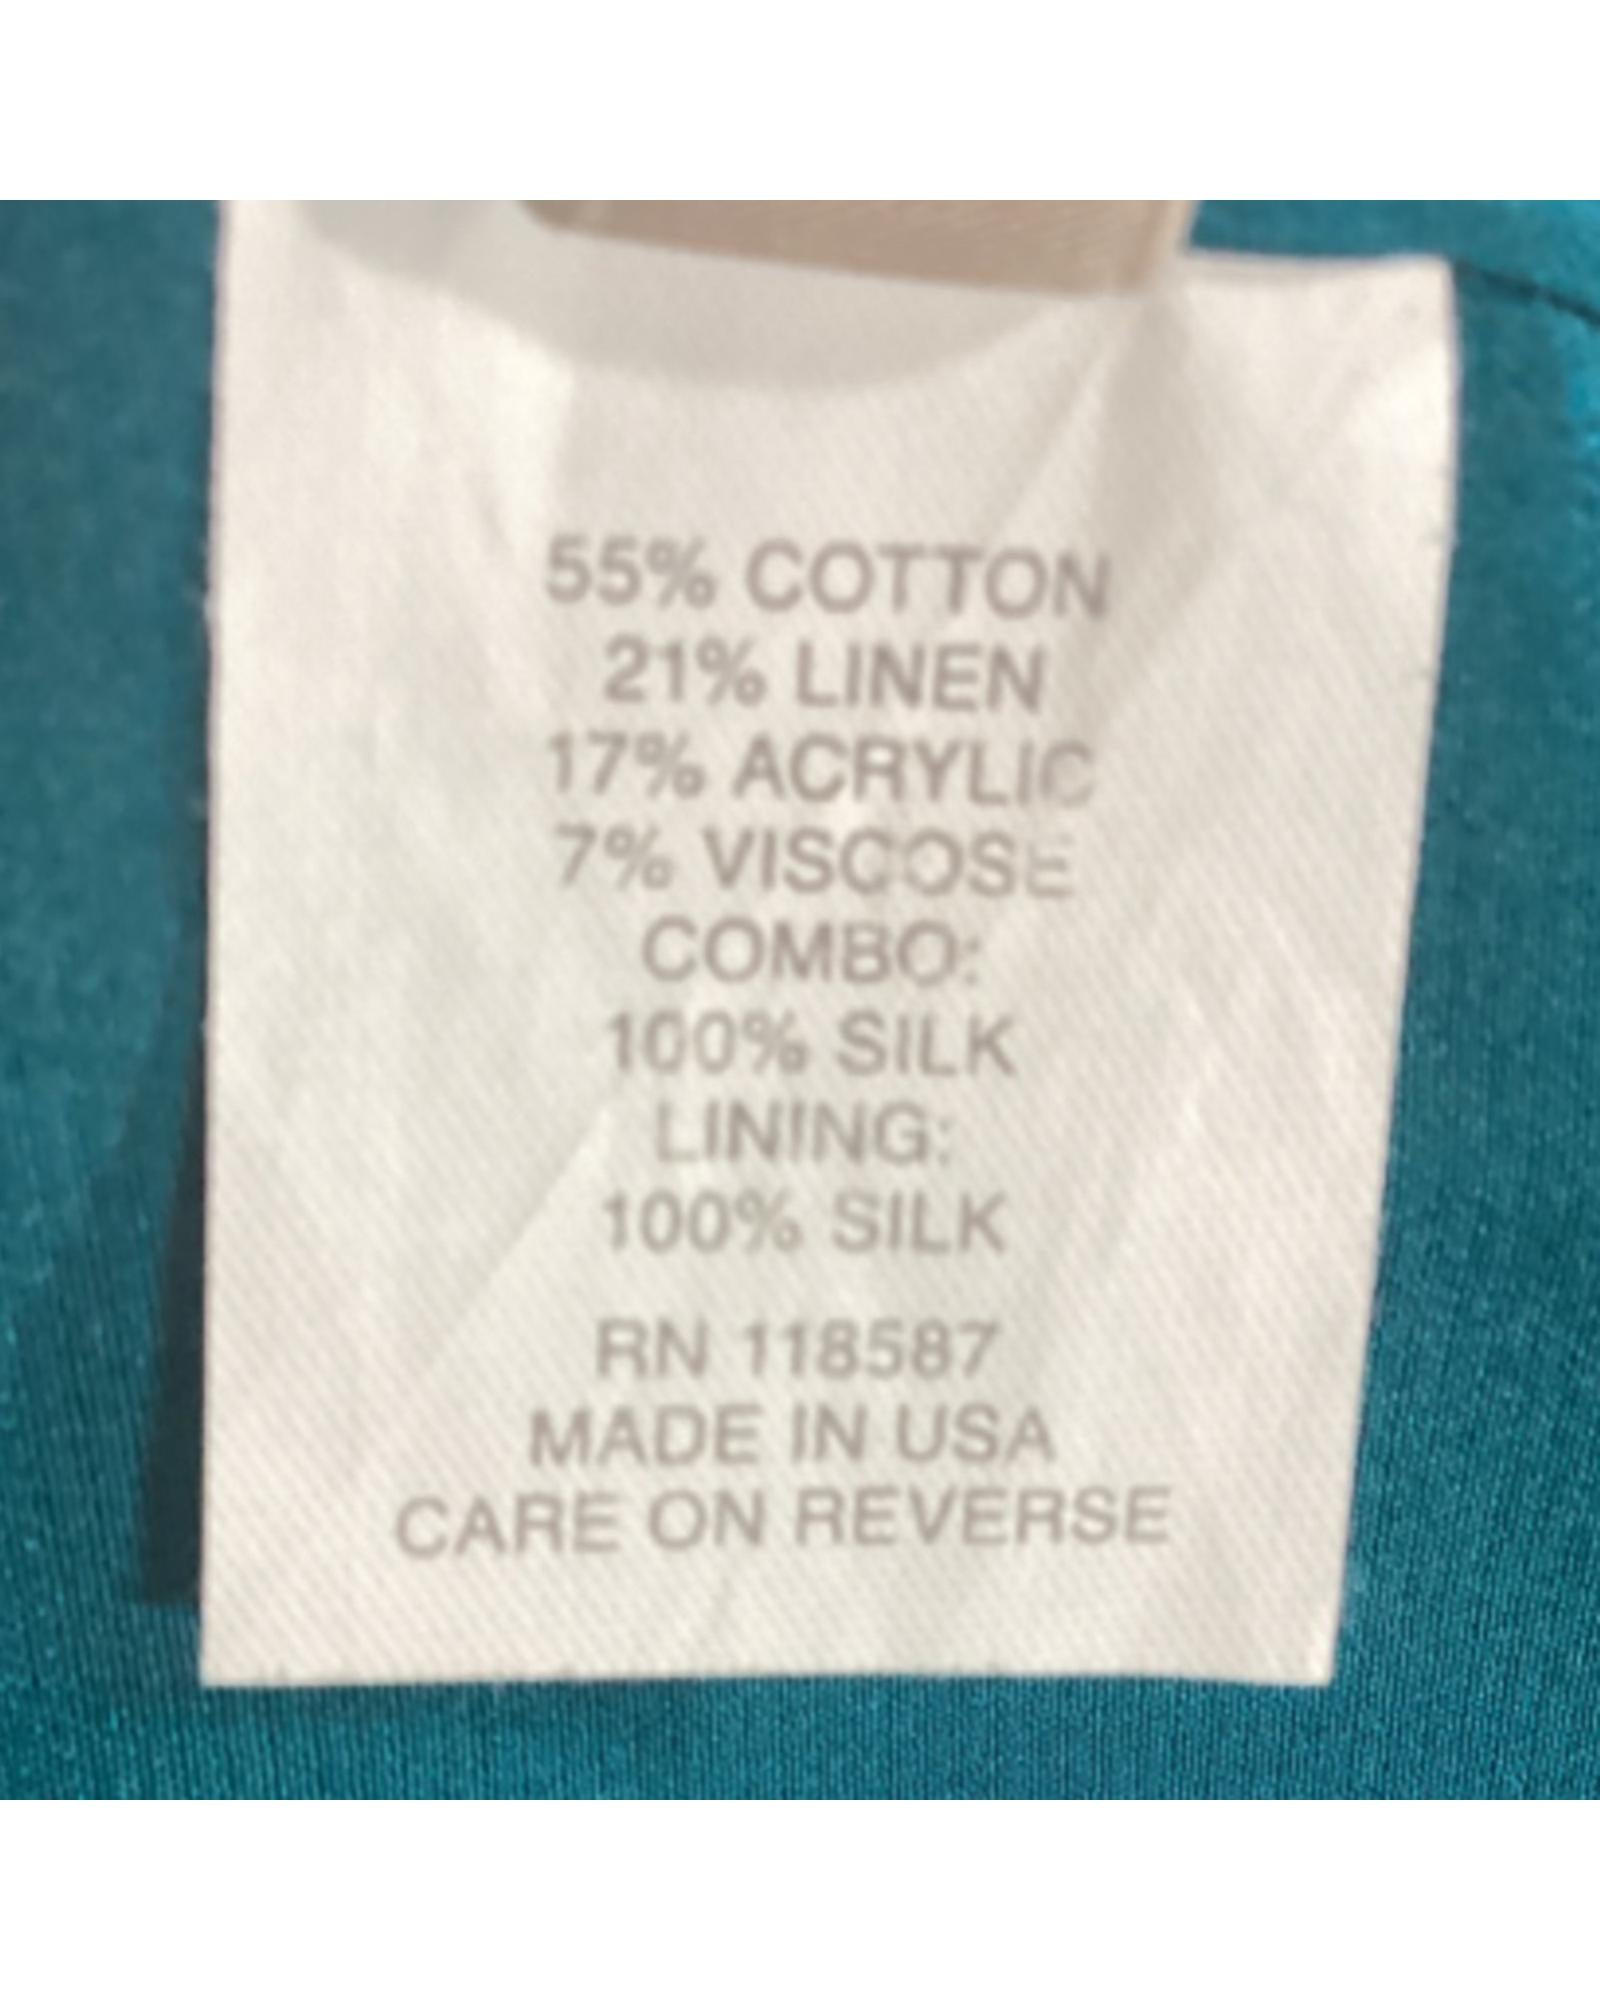 55% COTTON
21% LINEN
17% ACRYLIC
7% VISCOSE
COMBO:
100% SILK
LINING:
100% SILK
RN 118587
MADE IN USA
CARE ON REVERSE